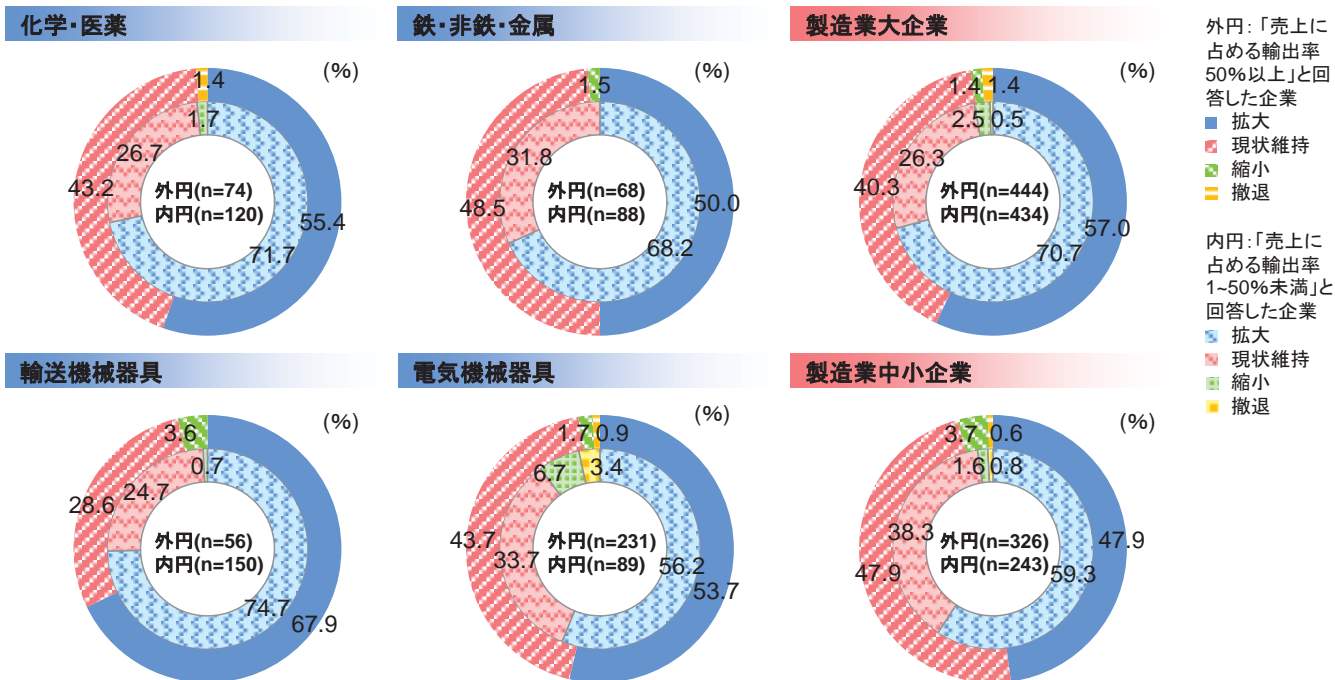 化学・医薬
(%)
1.4
1.7
26.7
43.2
外円(n=74)
内円(n=120)
55.4
71.7
鉄・非鉄・金属
(%)
1.5
31.8
48.5
外円(n=68)
内円(n=88)
50.0
68.2
製造業大企業
(%)
1.4
1.4
2.5
0.5
26.3
40.3
外円(n=444)
内円(n=434)
57.0
70.7
輸送機械器具
(%)
3.6
0.7
24.7
28.6
外円(n=56)
内円(n=150)
74.7
67.9
電気機械器具
(%)
1.7
0.9
6.7
3.4
43.7
33.7
外円(n=231)
内円(n=89)
56.2
53.7
製造業中小企業
(%)
3.7
0.6
1.6
0.8
38.3
47.9
外円(n=326)
内円(n=243)
47.9
59.3
外円：「売上に
占める輸出率
50%以上」と回
答した企業
拡大
現状維持
縮小
撤退
内円：「売上に
占める輸出率
1~50%未満」と
回答した企業
拡大
現状維持
縮小
撤退